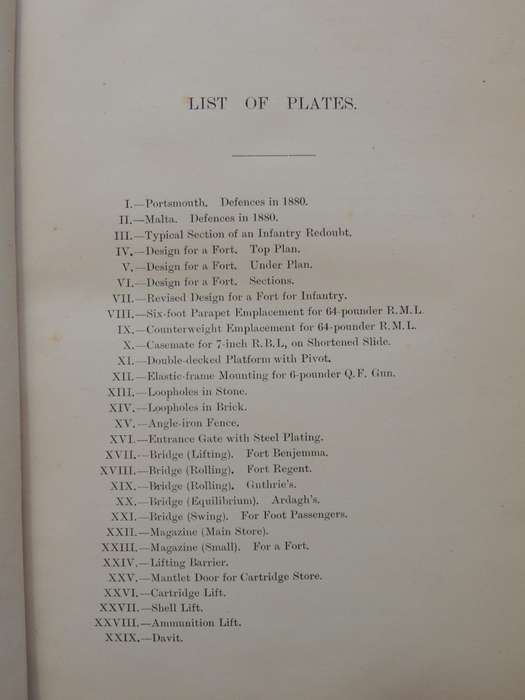 LIST OF PLATES.
I.—Portsmouth. Defences in 1880.
II.—Malta. Defences in 1880.
III.—Typical Section of an Infantry Redoubt.
IV.—Design for a Fort. Top Plan.
V.—Design for a Fort. Under Plan.
VI.—Design for a Fort. Sections.
VII.—Revised Design for a Fort for Infantry.
VIII.—Six-foot Parapet Emplacement for 64-pounder R.M.L.
IX.—Counterweight Emplacement for 64-pounder R.M.L.
X.—Casemate for 7-inch R.B.L, on Shortened Slide.
XI.—Double-decked Platform with Pivot.
XII.—Elastic-frame Mounting for 6-pounder Q.F. Gun.
XIII.—Loopholes in Stone.
XIV.—Loopholes in Brick.
XV.—Angle-iron Fence.
XVI.—Entrance Gate with Steel Plating.
XVII.—Bridge (Lifting). Fort Benjemma.
XVIII.—Bridge (Rolling). Fort Regent.
XIX.—Bridge (Rolling). Guthrie's.
XX.—Bridge (Equilibrium). Ardagh's.
XXI.—Bridge (Swing). For Foot Passengers.
XXII.—Magazine (Main Store).
XXIII.—Magazine (Small). For a Fort.
XXIV.—Lifting Barrier.
XXV.—Mantlet Door for Cartridge Store.
XXVI.—Cartridge Lift.
XXVII.—Shell Lift.
XXVIII.—Ammunition Lift.
XXIX.—Davit.